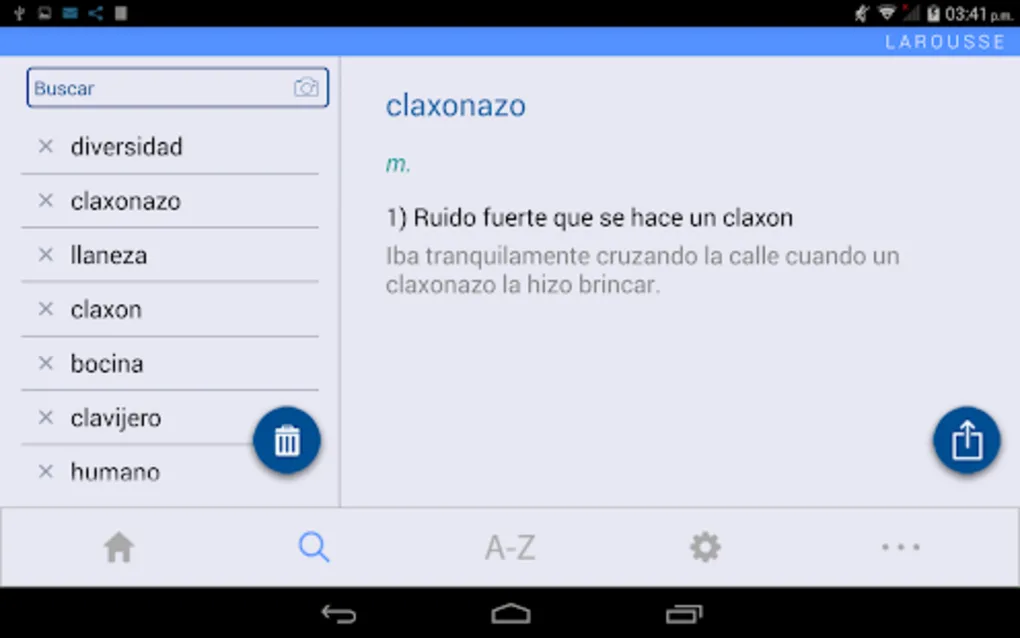 03:41 p.m.
LAROUSSE
Buscar
diversidad
claxonazo
llaneza
claxon
bocina
clavijero
humano
claxonazo
m.
1) Ruido fuerte que se hace un claxon
Iba tranquilamente cruzando la calle cuando un
claxonazo la hizo brincar.
A-Z